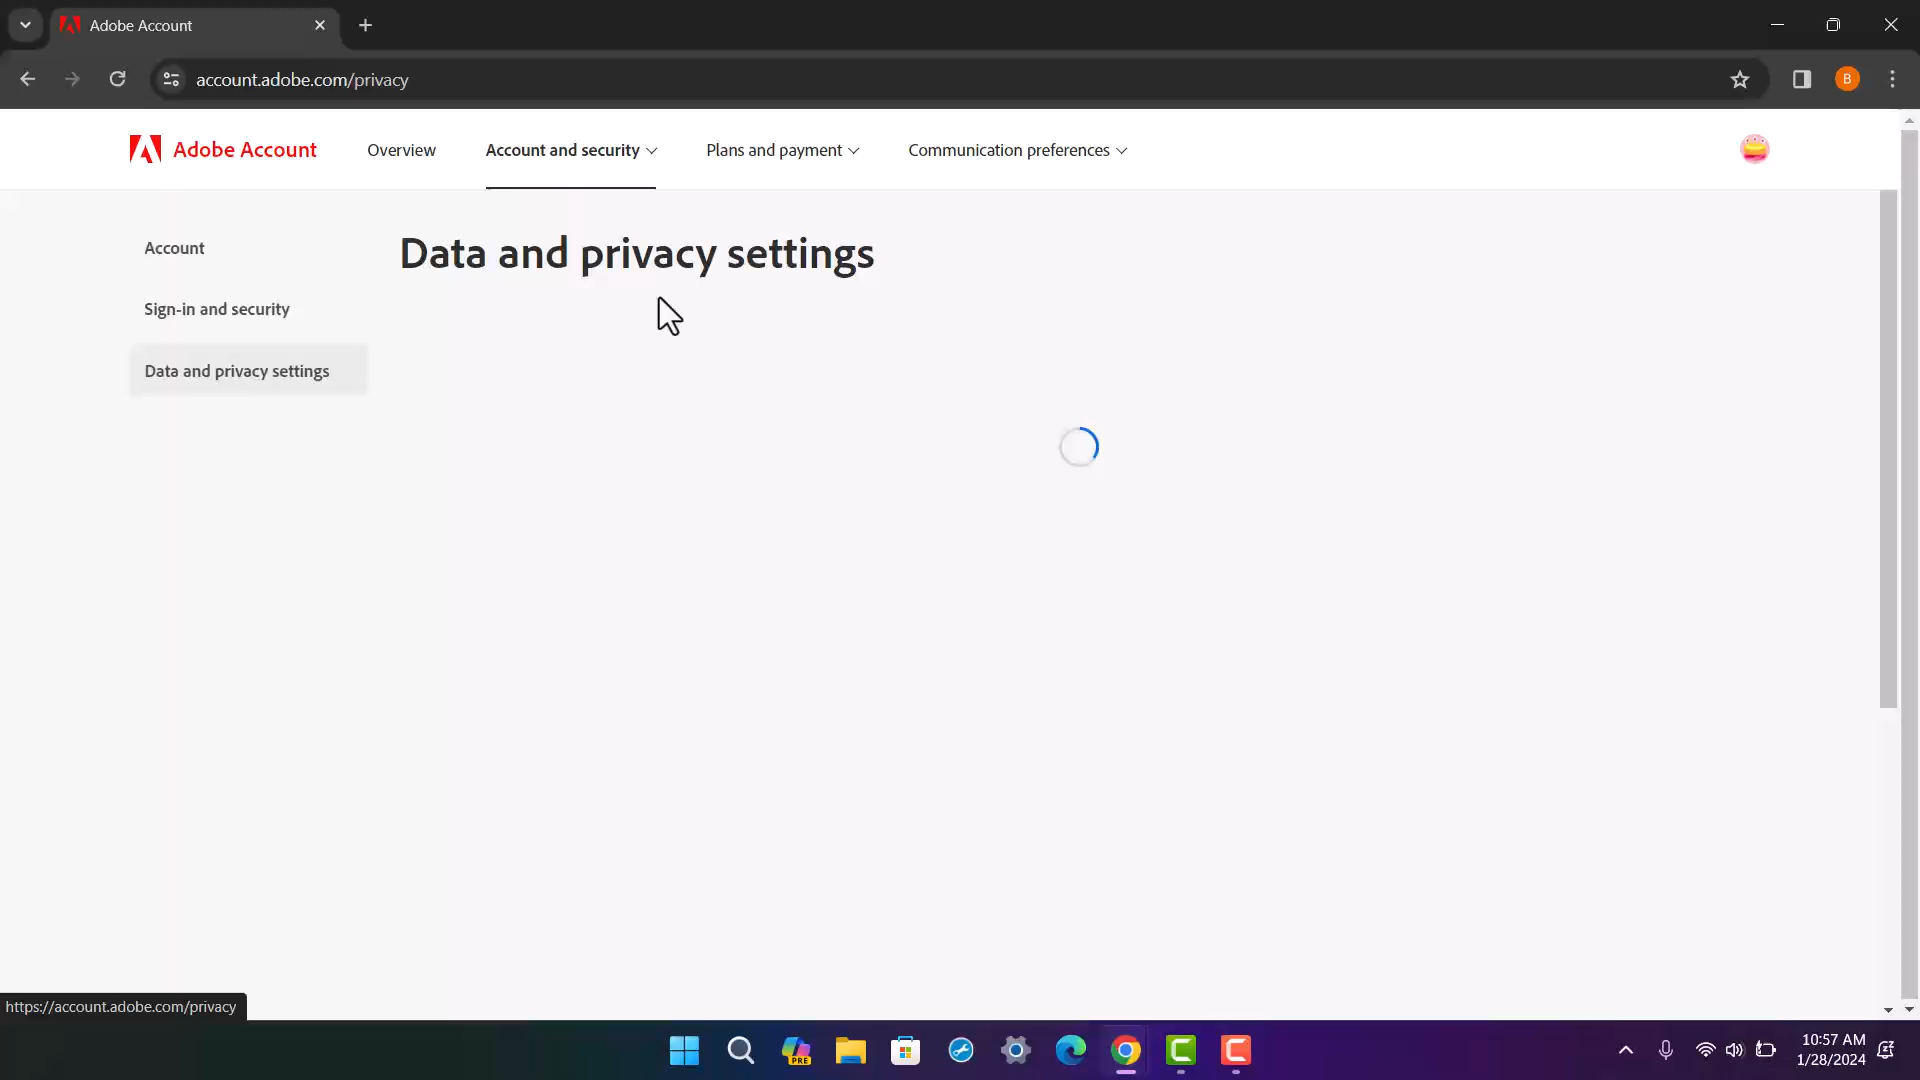 Adobe Account
account.adobe.com/privacy
B
Adobe Account
Overview
Account and security
Plans and payment
Communication preferences
Account
Sign-in and security
Data and privacy settings
Data and privacy settings
https://account.adobe.com/privacy
PRE
10:57 AM
1/28/2024